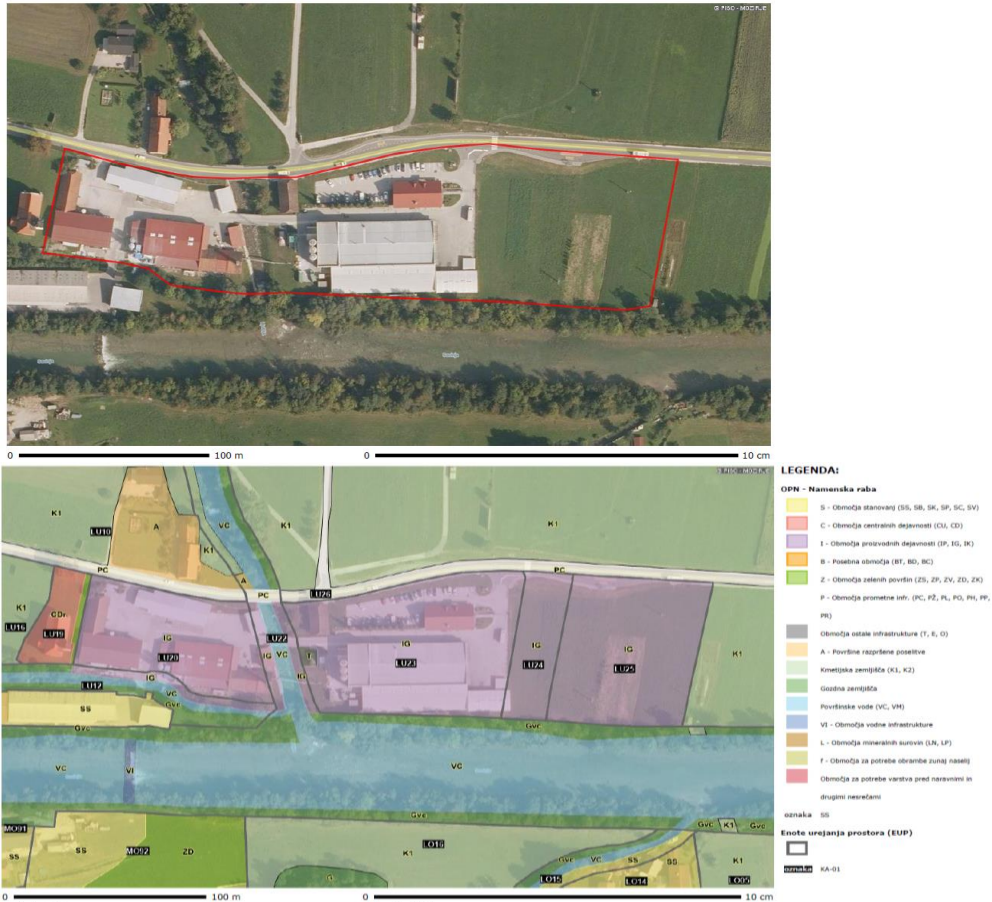 © PISO - MOZIRJE
0 100 m 0 10 cm
© PISO - MOZIRJE
LEGENDA:
OPN - Namenska raba
S - Območja stanovanj (SS, SB, SK, SP, SC, SV)
C - Območja centralnih dejavnosti (CU, CD)
I - Območja proizvodnih dejavnosti (IP, IG, IK)
B - Posebna območja (BT, BD, BC)
Z - Območja zelenih površin (ZS, ZP, ZV, ZD, ZK)
P - Območja prometne infr. (PC, PŽ, PL, PO, PH, PP,
PR)
Območja ostale infrastrukture (T, E, O)
A - Površine razpršene poselitve
Kmetijska zemljišča (K1, K2)
Gozdna zemljišča
Površinske vode (VC, VM)
VI - Območja vodne infrastrukture
L - Območja mineralnih surovin (LN, LP)
f - Območja za potrebe obrambe zunaj naselij
Območja za potrebe varstva pred naravnimi in
drugimi nesrečami
oznaka SS
Enote urejanja prostora (EUP)
oznaka KA-01
K1
LU10
A
VC
K1
K1
K1
PC
A
PC
PC
LU26
K1
LU16
CDr
LU19
IG
LU20
IG
LU22
IG VC
T
IG
IG
LU23
IG
LU24
IG
LU25
K1
LU17
VC
Gvc
SS
Gvc
Gvc
VC
VI
VC
Gvc
MO91
SS
SS
MO92
ZD
LO16
K1
G
Gvc VC SS SS
LO15
LO14
Gvc K1 Gvc
K1
LO05
0 100 m 0 10 cm